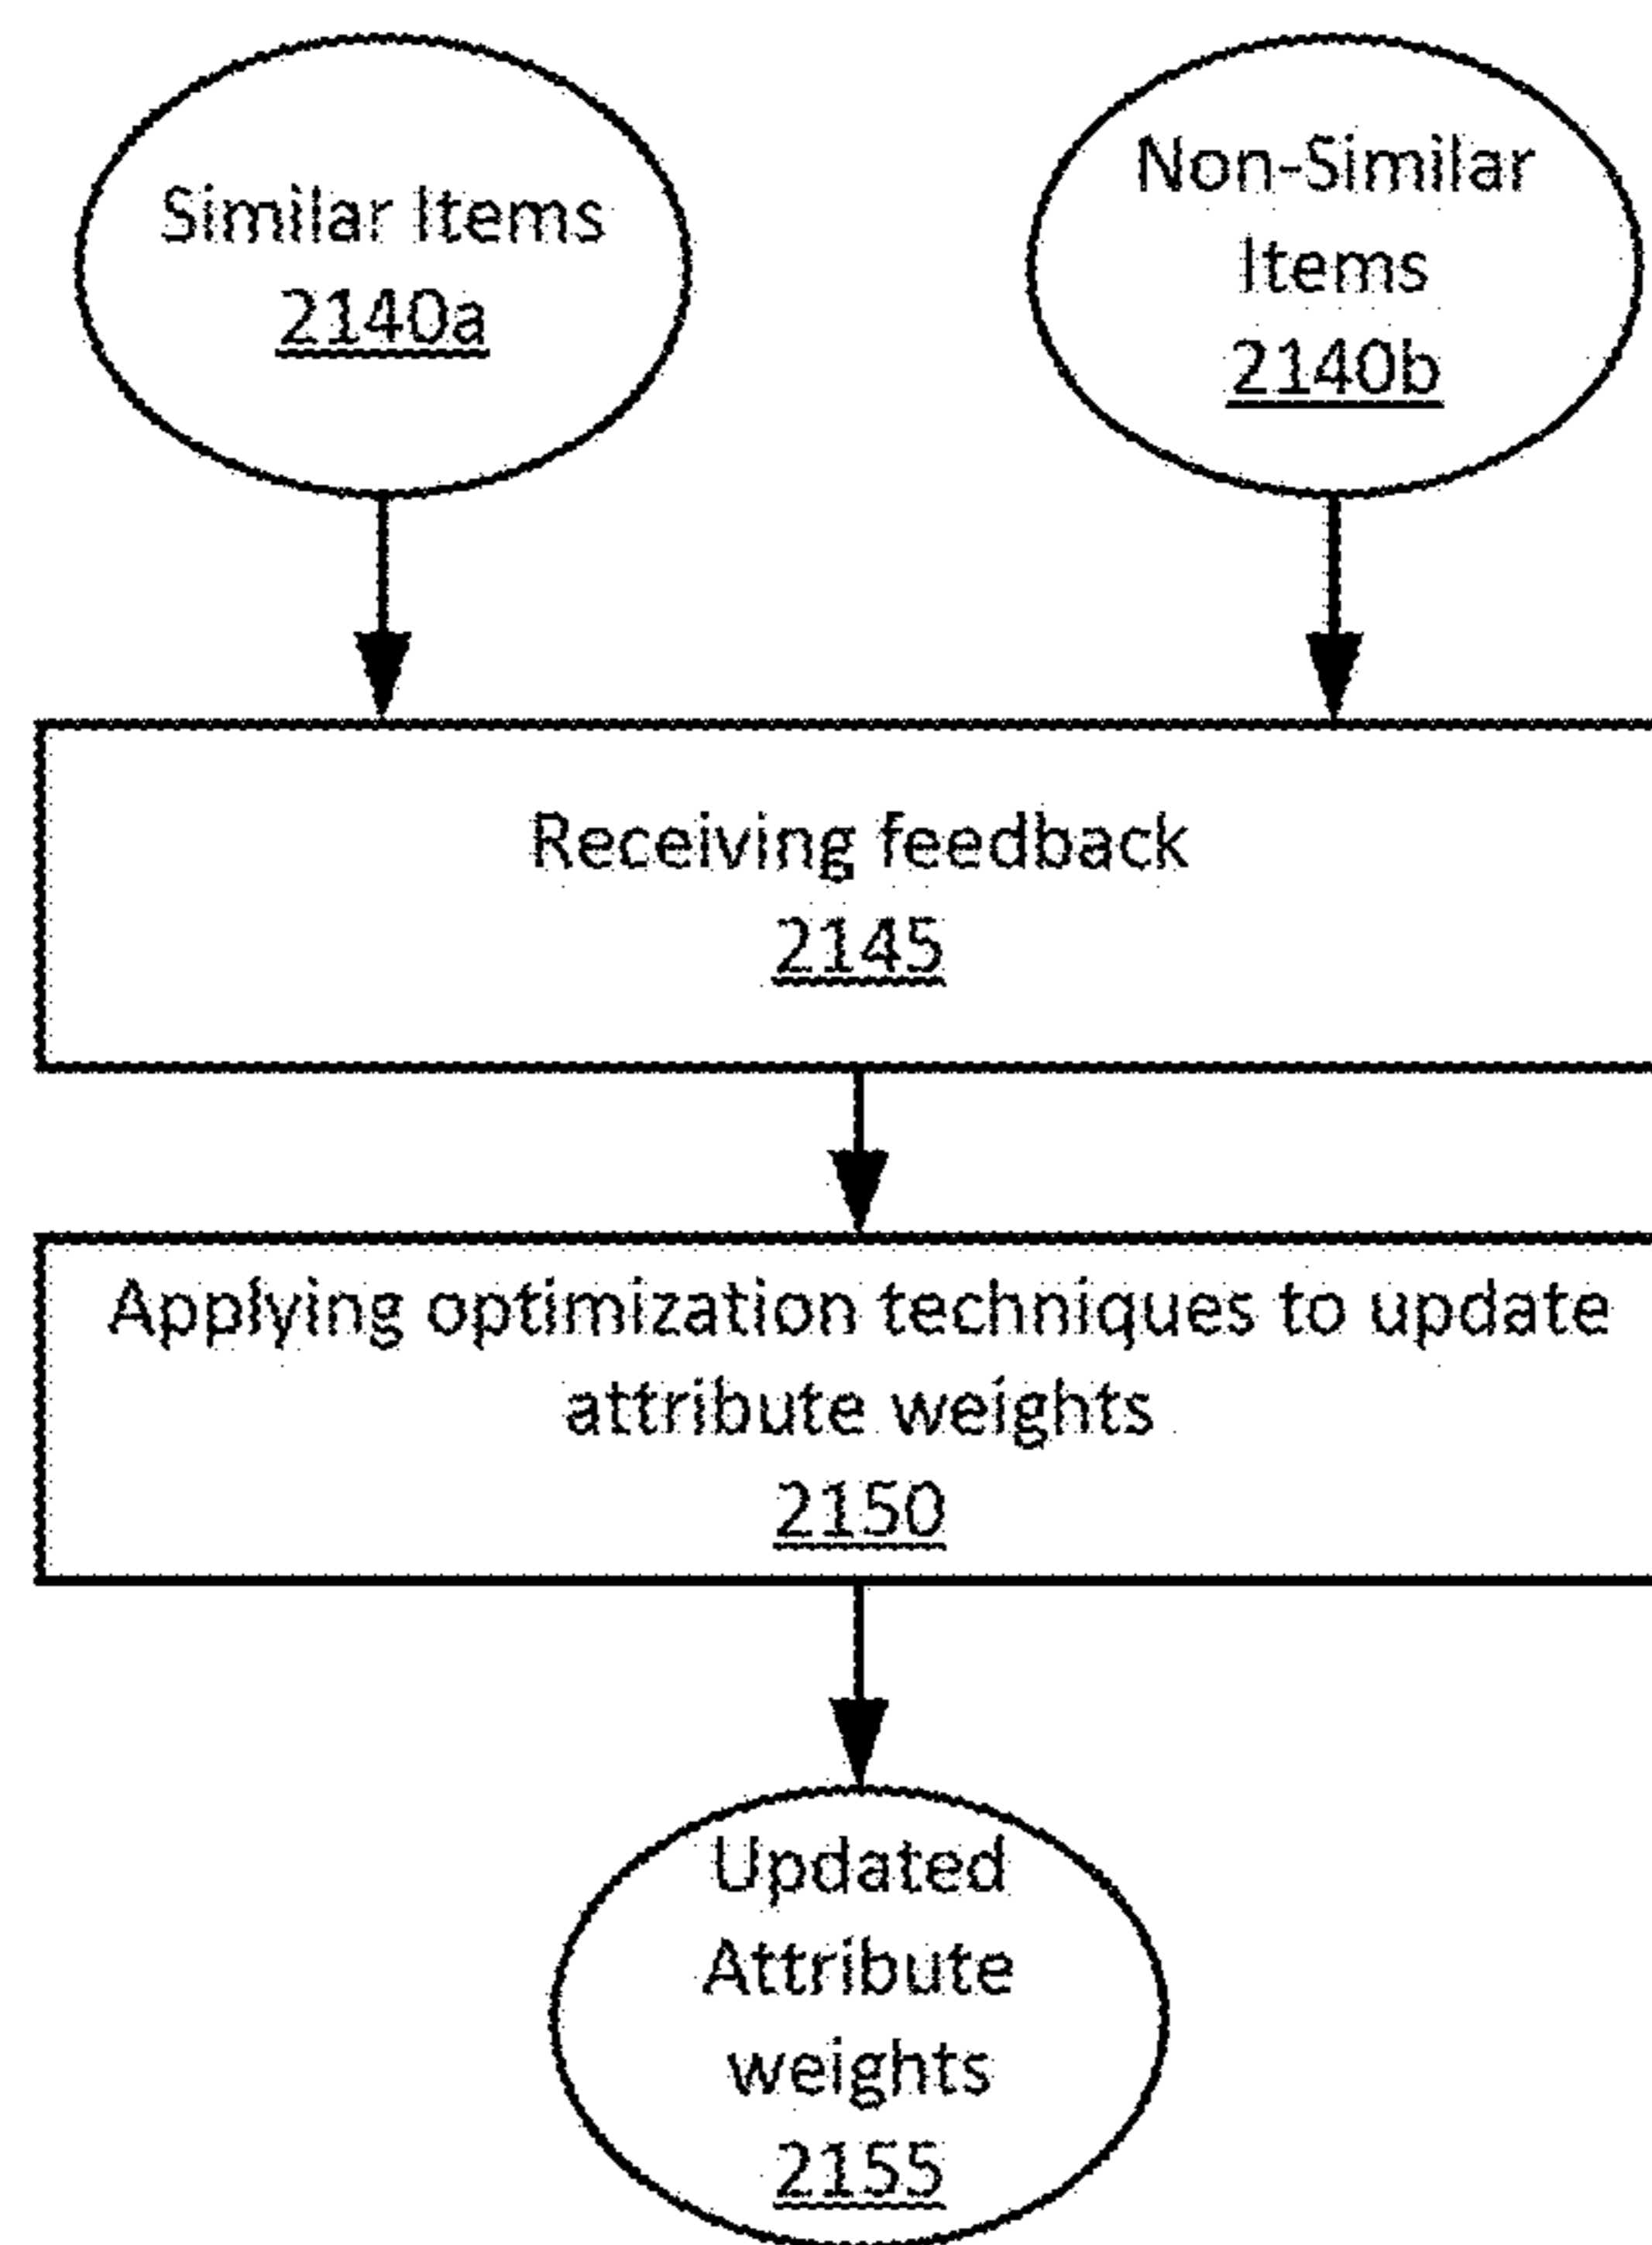 Similar Items
2140a
Non-Similar
Items
2140b
Receiving feedback
2145
Applying optimization techniques to update
attribute weights
2150
Updated
Attribute
weights
2155